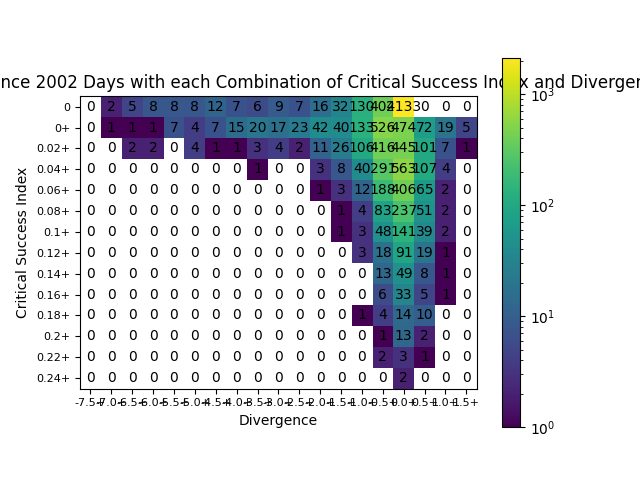 nce 2002 Days with each Combination of Critical Success Index and Divergen
0 0 2 5 8 8 8 12 7 6 9 7 16 32 130 30 0 0
0+ 0 1 1 1 7 4 7 15 20 17 23 42 40 133 526 474 72 19 5
0.02+ 0 0 2 2 0 4 1 1 3 4 2 11 26 106 416 445 101 7 1
0.04+ 0 0 0 0 0 0 0 0 1 0 0 3 8 40 291 563 107 4 0
0.06+ 0 0 0 0 0 0 0 0 0 0 0 1 3 12 188 406 65 2 0
0.08+ 0 0 0 0 0 0 0 0 0 0 0 0 1 4 83 237 51 2 0
0.1+ 0 0 0 0 0 0 0 0 0 0 0 0 1 3 48 141 39 2 0
0.12+ 0 0 0 0 0 0 0 0 0 0 0 0 0 3 18 91 19 1 0
0.14+ 0 0 0 0 0 0 0 0 0 0 0 0 0 0 13 49 8 1 0
0.16+ 0 0 0 0 0 0 0 0 0 0 0 0 0 0 6 33 5 1 0
0.18+ 0 0 0 0 0 0 0 0 0 0 0 0 0 1 4 14 10 0 0
0.2+ 0 0 0 0 0 0 0 0 0 0 0 0 0 0 1 13 2 0 0
0.22+ 0 0 0 0 0 0 0 0 0 0 0 0 0 0 2 3 1 0 0
0.24+ 0 0 0 0 0 0 0 0 0 0 0 0 0 0 0 2 0 0 0
-7.5+ -7.0+ -6.5+ -6.0+ -5.5+ -5.0+ -4.5+ -4.0+ -3.5+ -3.0+ -2.5+ -2.0+ -1.5+ -1.0+ -0.5+ 0.0+ 0.5+ 1.0+ 1.5+
Divergence
Critical Success Index
10³
10²
10¹
10⁰